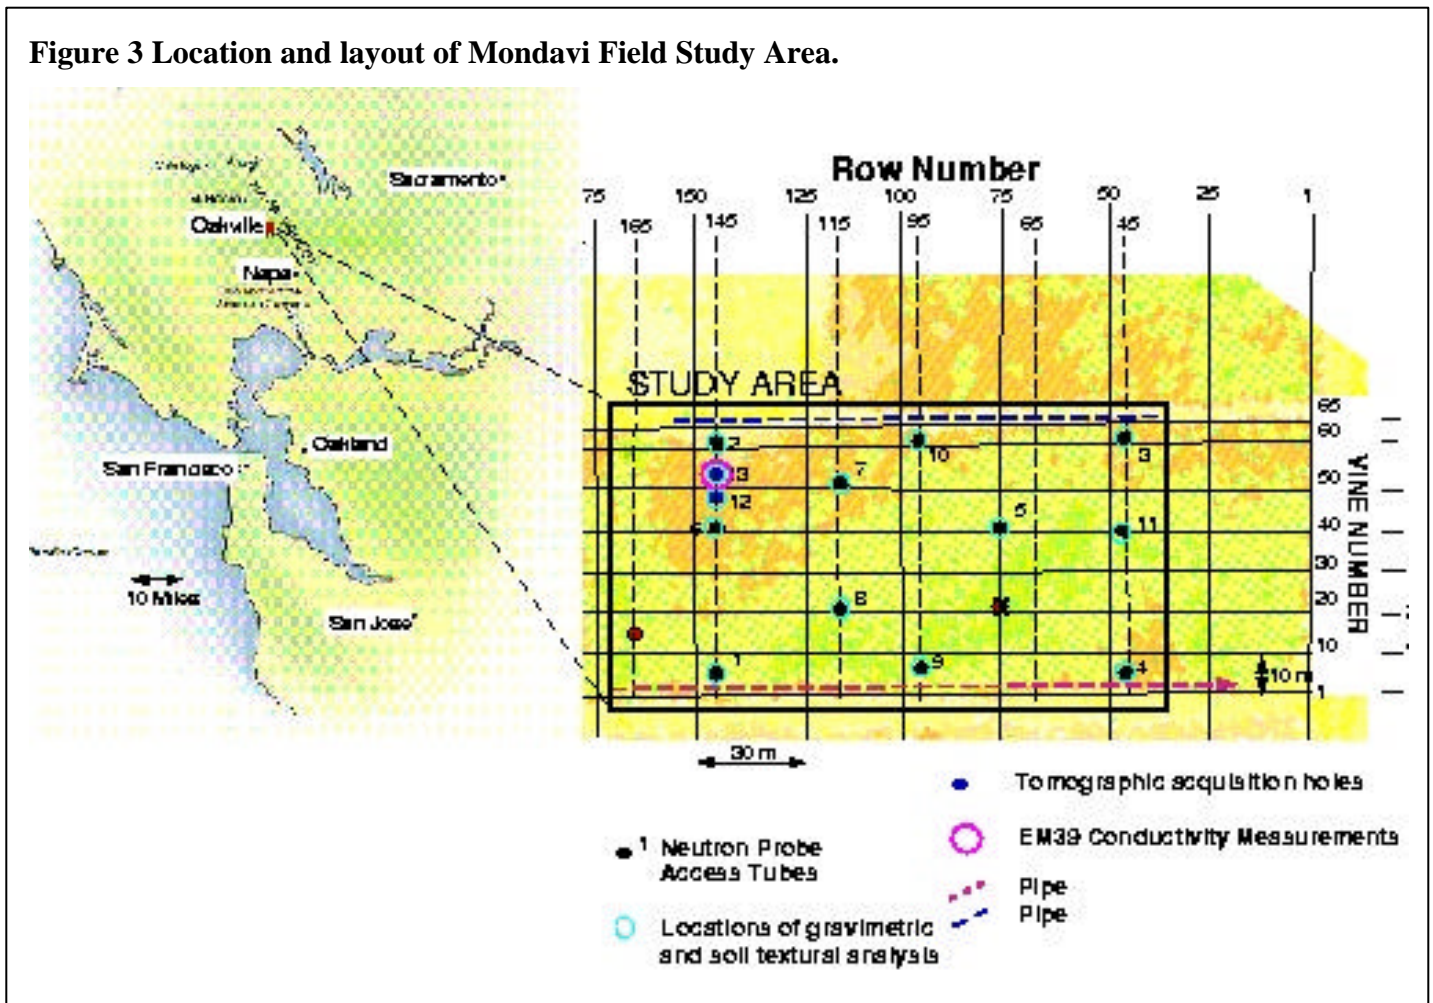 Figure 3 Location and layout of Mondavi Field Study Area.
Sacramento
Oakville
Napa
Oakland
San Francisco
10 Miles
San Jose
Row Number
75 150 125 100 75 50 25 1
165 145 115 95 65 45
STUDY AREA
65
60
50
40
30
20
10
1
VINE NUMBER
2
10
3
13
7
12
6
5
11
8
1
9
4
10 m
30 m
Tomographic acquisition holes
EM39 Conductivity Measurements
1 Neutron Probe
Access Tubes
Pipe
Pipe
Locations of gravimetric
and soil textural analysis